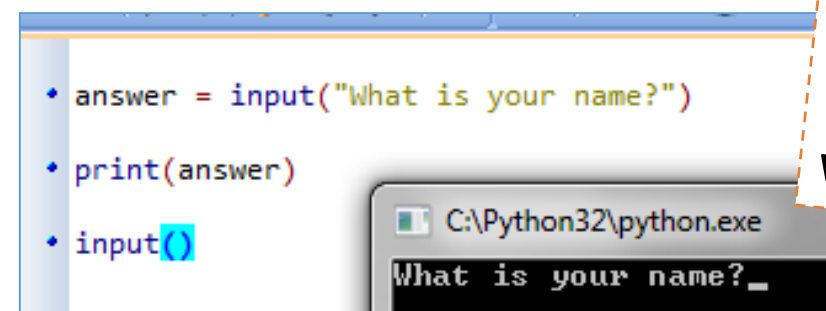 answer = input("What is your name?")
print(answer)
input()
C:\Python32\python.exe
What is your name?_